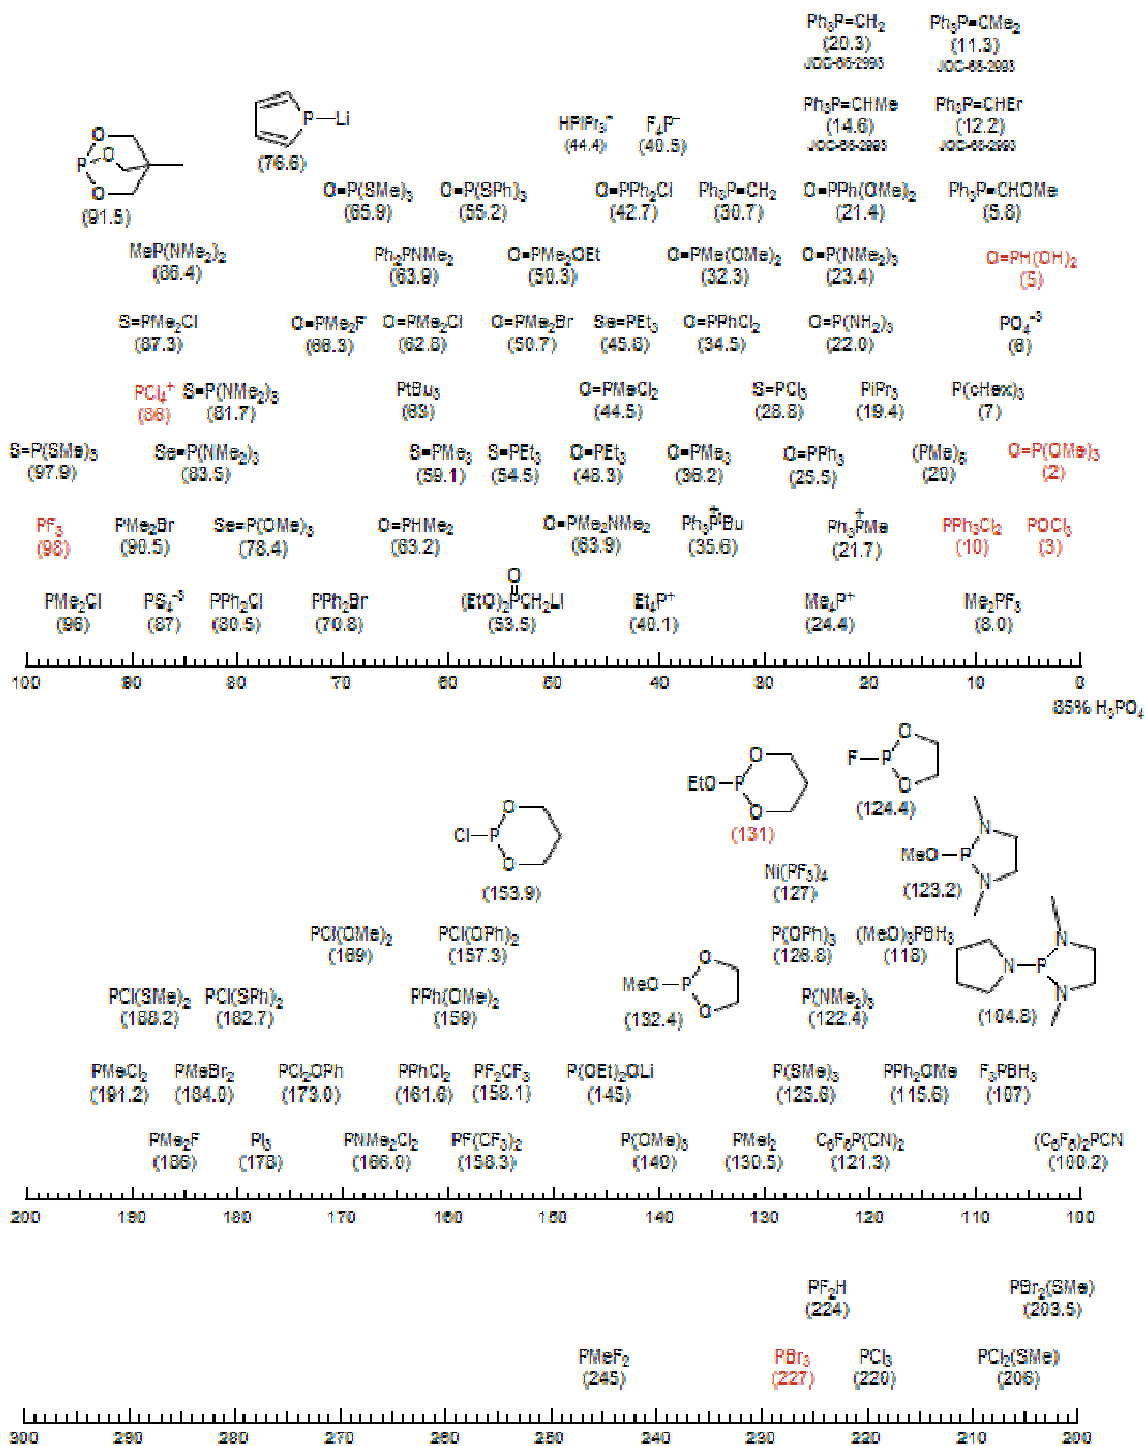 Ph₃P=CH₂ Ph₃P=CMe₂
(20.3) (11.3)
JOC-66-2993 JOC-66-2993
Ph₃P=CHMe Ph₃P=CHEr
(14.6) (12.2)
JOC-66-2993 JOC-66-2993
P—Li
(76.6)
HPiPr₃⁺ F₄P⁻
(44.4) (40.5)
O
P O
O
(91.5)
O=P(SMe)₃ O=P(SPh)₃ O=PPh₂Cl Ph₃P=CH₂ O=PPh(OMe)₂ Ph₃P=CHOMe
(65.9) (55.2) (42.7) (30.7) (21.4) (5.8)
MeP(NMe₂)₂ Ph₂PNMe₂ O=PMe₂OEt O=PMe(OMe)₂ O=P(NMe₂)₃ O=PH(OH)₂
(86.4) (63.9) (50.3) (32.3) (23.4) (5)
S=PMe₂Cl O=PMe₂F O=PMe₂Cl O=PMe₂Br Se=PEt₃ O=PPhCl₂ O=P(NH₂)₃ PO₄⁻³
(87.3) (66.3) (62.8) (50.7) (45.8) (34.5) (22.0) (6)
PCl₄⁺ S=P(NMe₂)₃ PtBu₃ O=PMeCl₂ S=PCl₃ PiPr₃ P(cHex)₃
(86) (81.7) (63) (44.5) (28.8) (19.4) (7)
S=P(SMe)₃ Se=P(NMe₂)₃ S=PMe₃ S=PEt₃ O=PEt₃ O=PMe₃ O=PPh₃ (PMe)₅ O=P(OMe)₃
(97.9) (83.5) (59.1) (54.5) (48.3) (36.2) (25.5) (20) (2)
PF₃ PMe₂Br Se=P(OMe)₃ O=PHMe₂ O=PMe₂NMe₂ Ph₃P⁺iBu Ph₃P⁺Me PPh₃Cl₂ POCl₃
(98) (90.5) (78.4) (63.2) (63.9) (35.6) (21.7) (10) (3)
O
PMe₂Cl PS₄⁻³ PPh₂Cl PPh₂Br (EtO)₂PCH₂Li Et₄P⁺ Me₄P⁺ Me₂PF₃
(96) (87) (80.5) (70.8) (53.5) (40.1) (24.4) (8.0)
100 90 80 70 60 50 40 30 20 10 0
85% H₃PO₄
O
F—P
O
(124.4)
O
EtO—P
O
(131)
O
Cl—P
O
(153.9)
N
MeO—P
N
(123.2)
Ni(PF₃)₄
(127)
PCl(OMe)₂ PCl(OPh)₂ P(OPh)₃ (MeO)₃PBH₃
(169) (157.3) (126.8) (118)
O
MeO—P
O
(132.4)
N
N—P
N
(104.8)
PCl(SMe)₂ PCl(SPh)₂ PPh(OMe)₂ P(NMe₂)₃
(188.2) (182.7) (159) (122.4)
PMeCl₂ PMeBr₂ PCl₂OPh PPhCl₂ PF₂CF₃ P(OEt)₂OLi P(SMe)₃ PPh₂OMe F₃PBH₃
(191.2) (184.0) (173.0) (161.6) (158.1) (145) (125.6) (115.6) (107)
PMe₂F PI₃ PNMe₂Cl₂ PF(CF₃)₂ P(OMe)₃ PMeI₂ C₆F₆P(CN)₂ (C₆F₆)₂PCN
(186) (178) (166.0) (158.3) (140) (130.5) (121.3) (100.2)
200 190 180 170 160 150 140 130 120 110 100
PF₂H PBr₂(SMe)
(224) (203.5)
PMeF₂ PBr₃ PCl₃ PCl₂(SMe)
(245) (227) (220) (206)
300 290 280 270 260 250 240 230 220 210 200